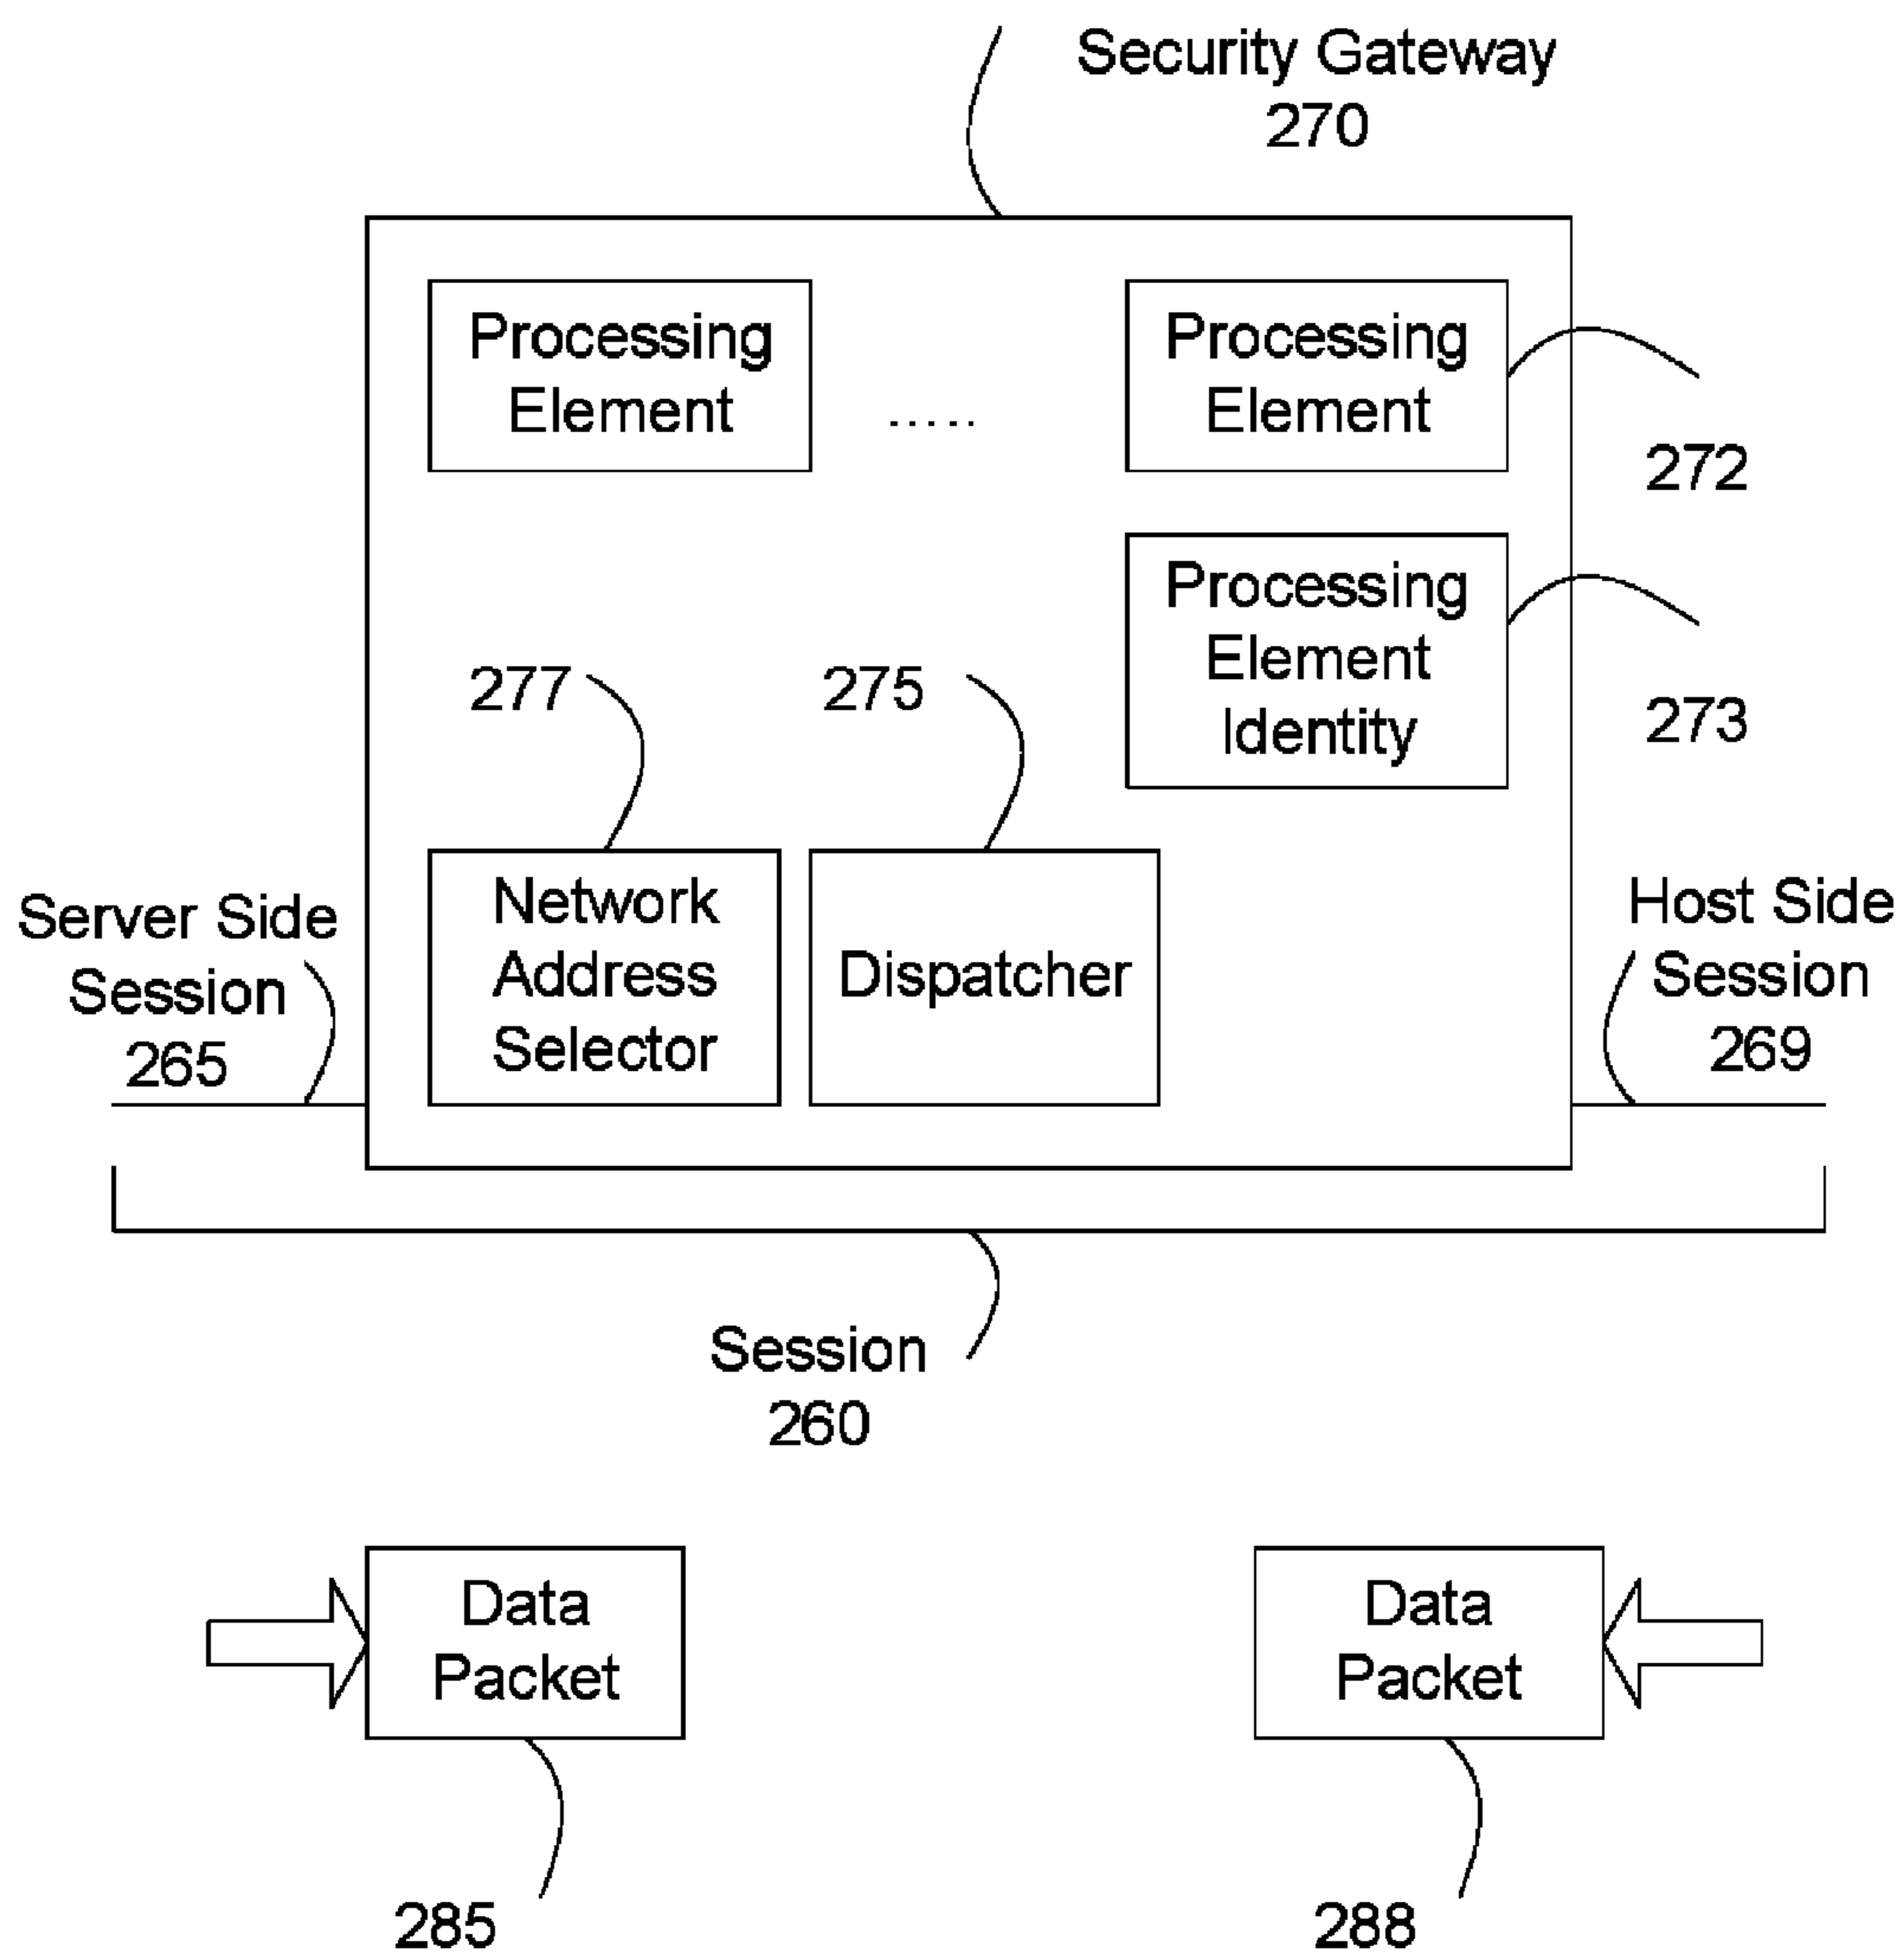 Security Gateway
270
Processing
Element
.....
Processing
Element
272
Processing
Element
Identity
273
277
275
Network
Address
Selector
Dispatcher
Server Side
Session
265
Host Side
Session
269
Session
260
Data
Packet
285
Data
Packet
288